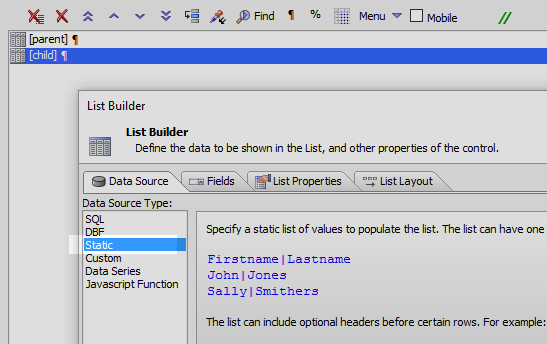 Find ¶ % Menu Mobile //
[parent] ¶
[child] ¶
List Builder
List Builder
Define the data to be shown in the List, and other properties of the control.
Data Source Fields List Properties List Layout
Data Source Type:
SQL
DBF
Static
Custom
Data Series
Javascript Function
Specify a static list of values to populate the list. The list can have one
Firstname|Lastname
John|Jones
Sally|Smithers
The list can include optional headers before certain rows. For example: